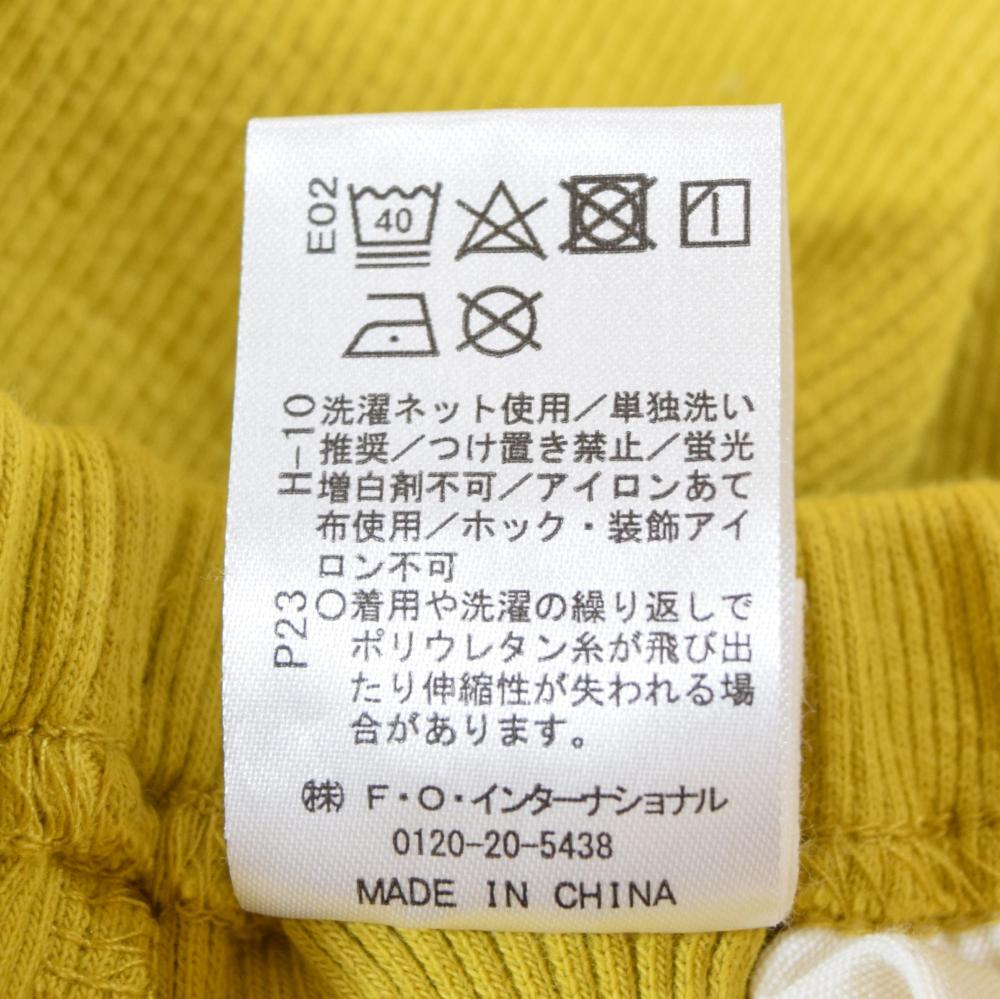 E02
40
H-10
洗濯ネット使用／単独洗い
推奨／つけ置き禁止／蛍光
増白剤不可／アイロンあて
布使用／ホック・装飾アイ
ロン不可
P23
○着用や洗濯の繰り返しで
ポリウレタン糸が飛び出
たり伸縮性が失われる場
合があります。
㈱ F・O・インターナショナル
0120-20-5438
MADE IN CHINA